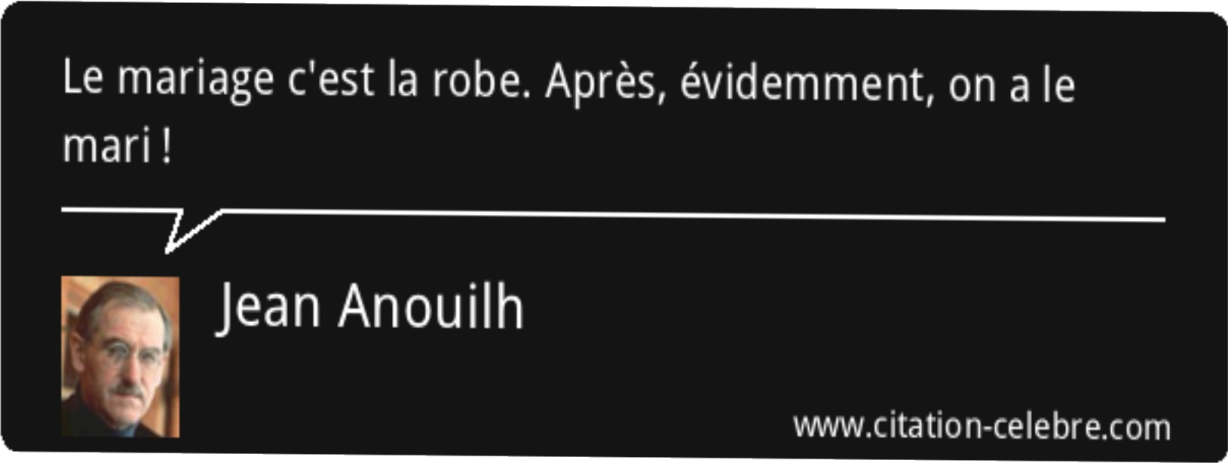 Le mariage c'est la robe. Après, évidemment, on a le
mari !
Jean Anouilh
www.citation-celebre.com